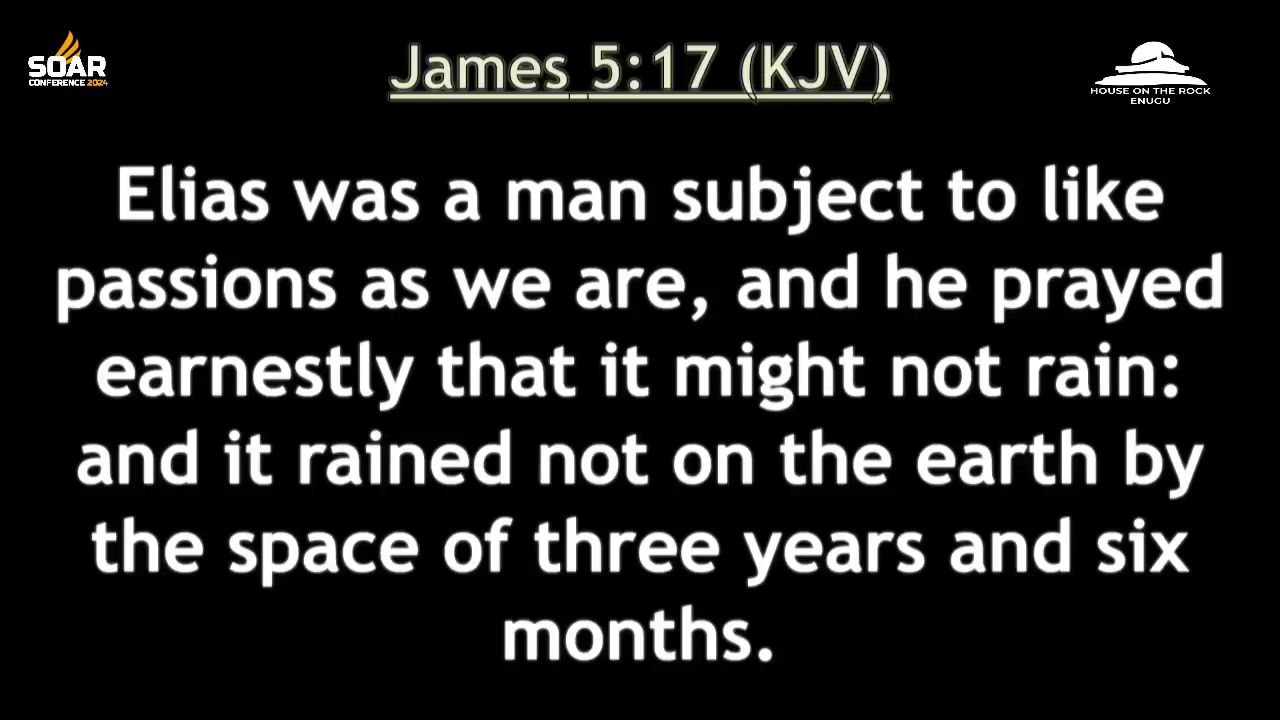 SOAR
CONFERENCE 2024
James 5:17 (KJV)
HOUSE ON THE ROCK
ENUGU
Elias was a man subject to like
passions as we are, and he prayed
earnestly that it might not rain:
and it rained not on the earth by
the space of three years and six
months.